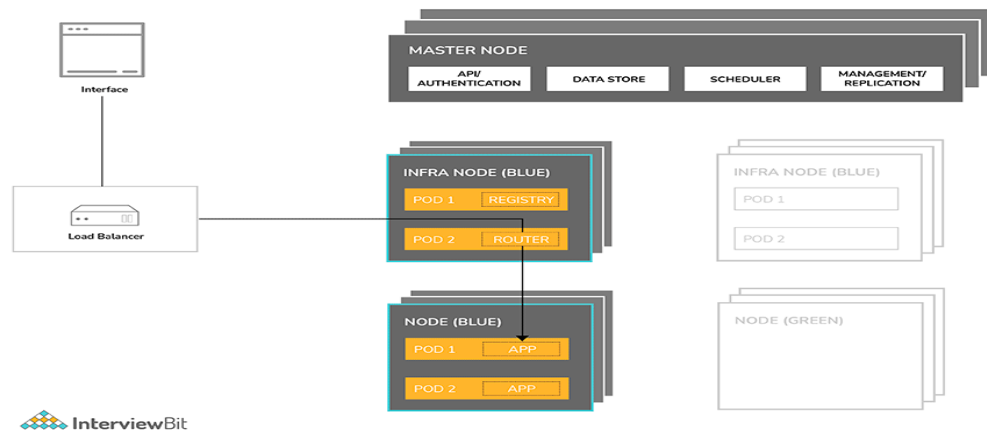 MASTER NODE
API/
AUTHENTICATION
DATA STORE
SCHEDULER
MANAGEMENT/
REPLICATION
Interface
Load Balancer
INFRA NODE (BLUE)
POD 1 REGISTRY
POD 2 ROUTER
INFRA NODE (BLUE)
POD 1
POD 2
NODE (BLUE)
POD 1 APP
POD 2 APP
NODE (GREEN)
InterviewBit